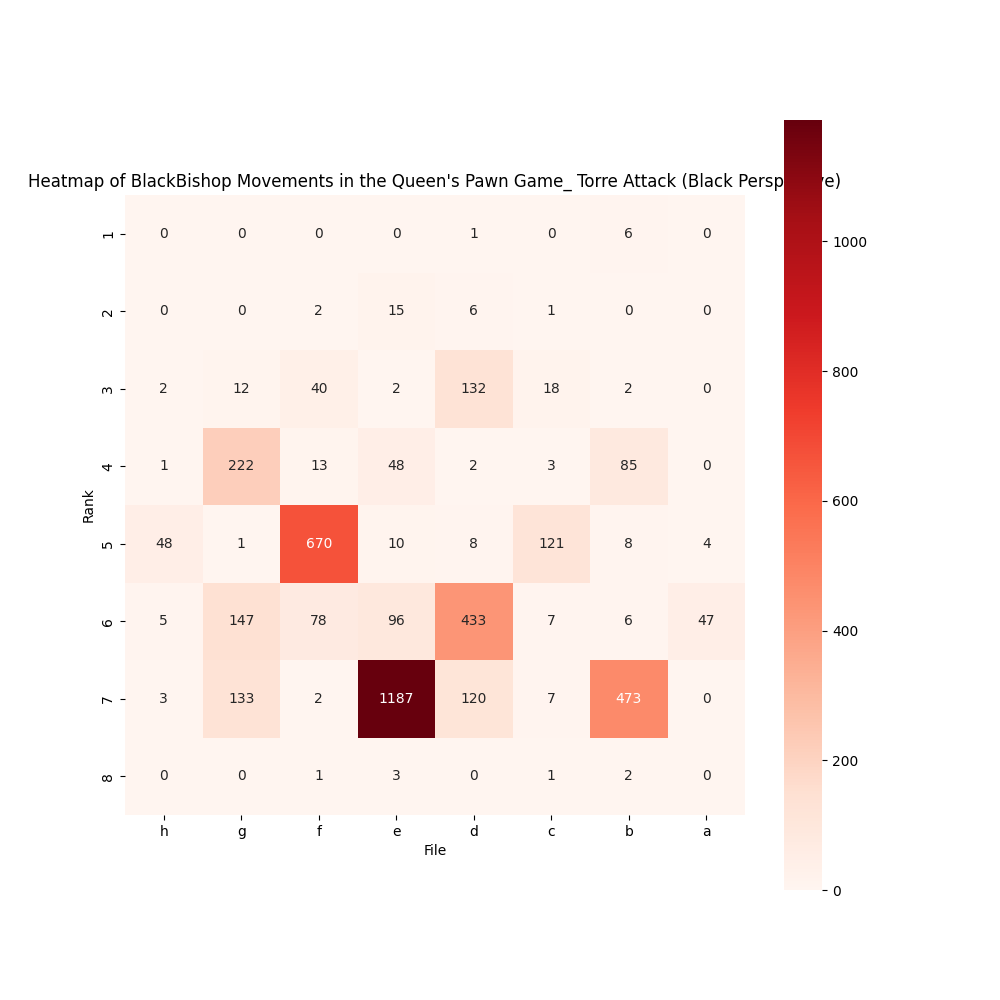 Heatmap of BlackBishop Movements in the Queen's Pawn Game_ Torre Attack (Black Perspective)
1 0 0 0 0 1 0 6 0
2 0 0 2 15 6 1 0 0
3 2 12 40 2 132 18 2 0
4 1 222 13 48 2 3 85 0
Rank
5 48 1 670 10 8 121 8 4
6 5 147 78 96 433 7 6 47
7 3 133 2 1187 120 7 473 0
8 0 0 1 3 0 1 2 0
h g f e d c b a
File
1000
800
600
400
200
0